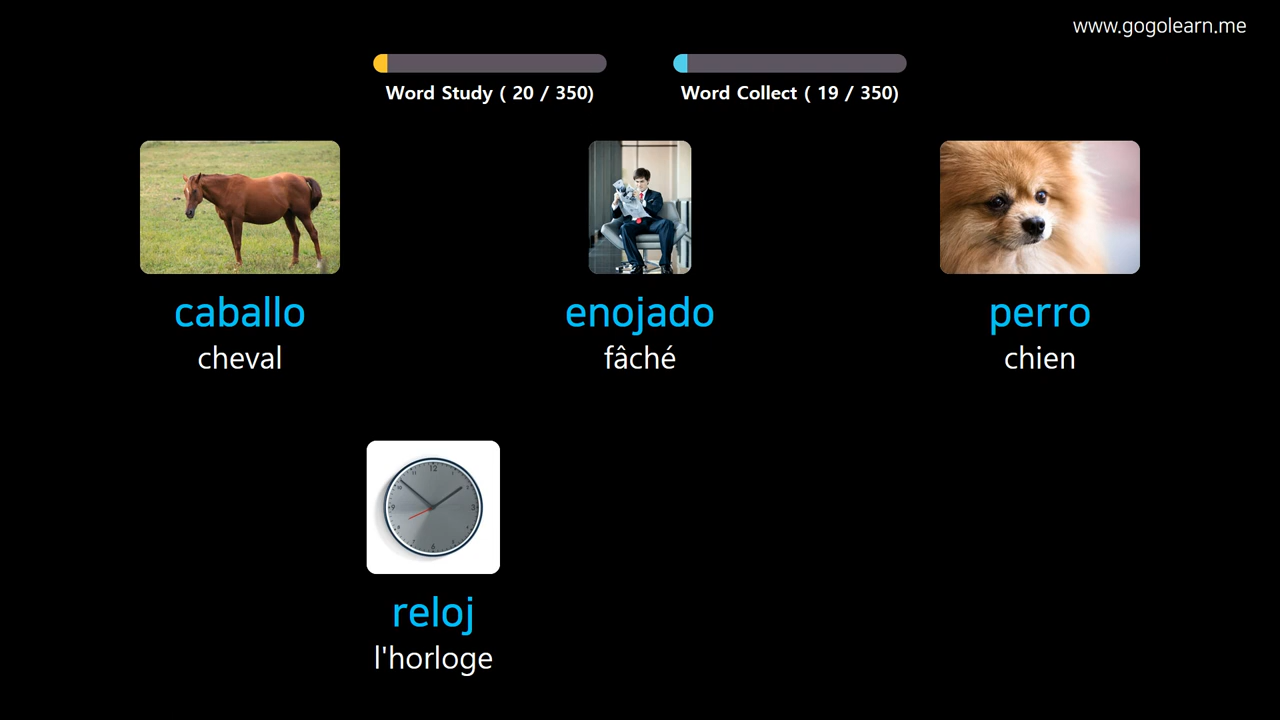 www.gogolearn.me
Word Study ( 20 / 350)
Word Collect ( 19 / 350)
caballo
cheval
enojado
fâché
perro
chien
reloj
l'horloge